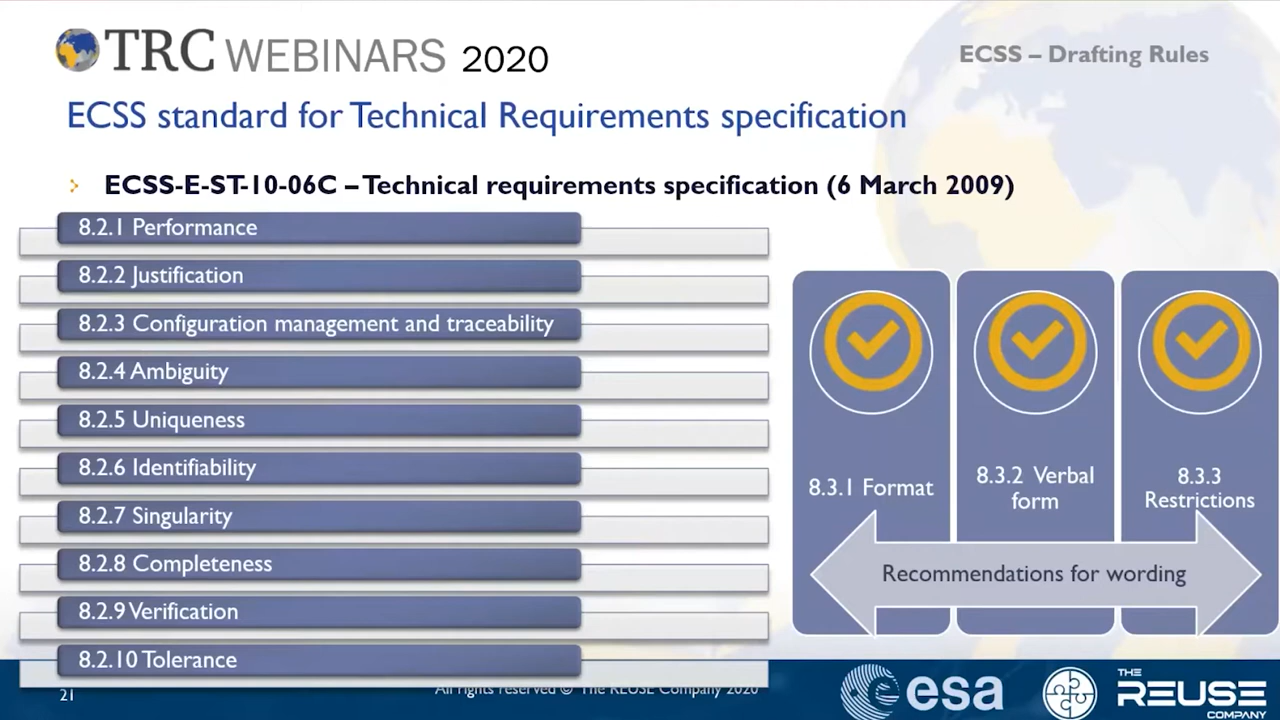 TRC WEBINARS 2020
ECSS – Drafting Rules
ECSS standard for Technical Requirements specification
ECSS-E-ST-10-06C – Technical requirements specification (6 March 2009)
8.2.1 Performance
8.2.2 Justification
8.2.3 Configuration management and traceability
8.2.4 Ambiguity
8.2.5 Uniqueness
8.2.6 Identifiability
8.2.7 Singularity
8.2.8 Completeness
8.2.9 Verification
8.2.10 Tolerance
8.3.1 Format
8.3.2 Verbal
form
8.3.3
Restrictions
Recommendations for wording
21
All rights reserved © The REUSE Company 2020
esa
THE
REUSE
COMPANY